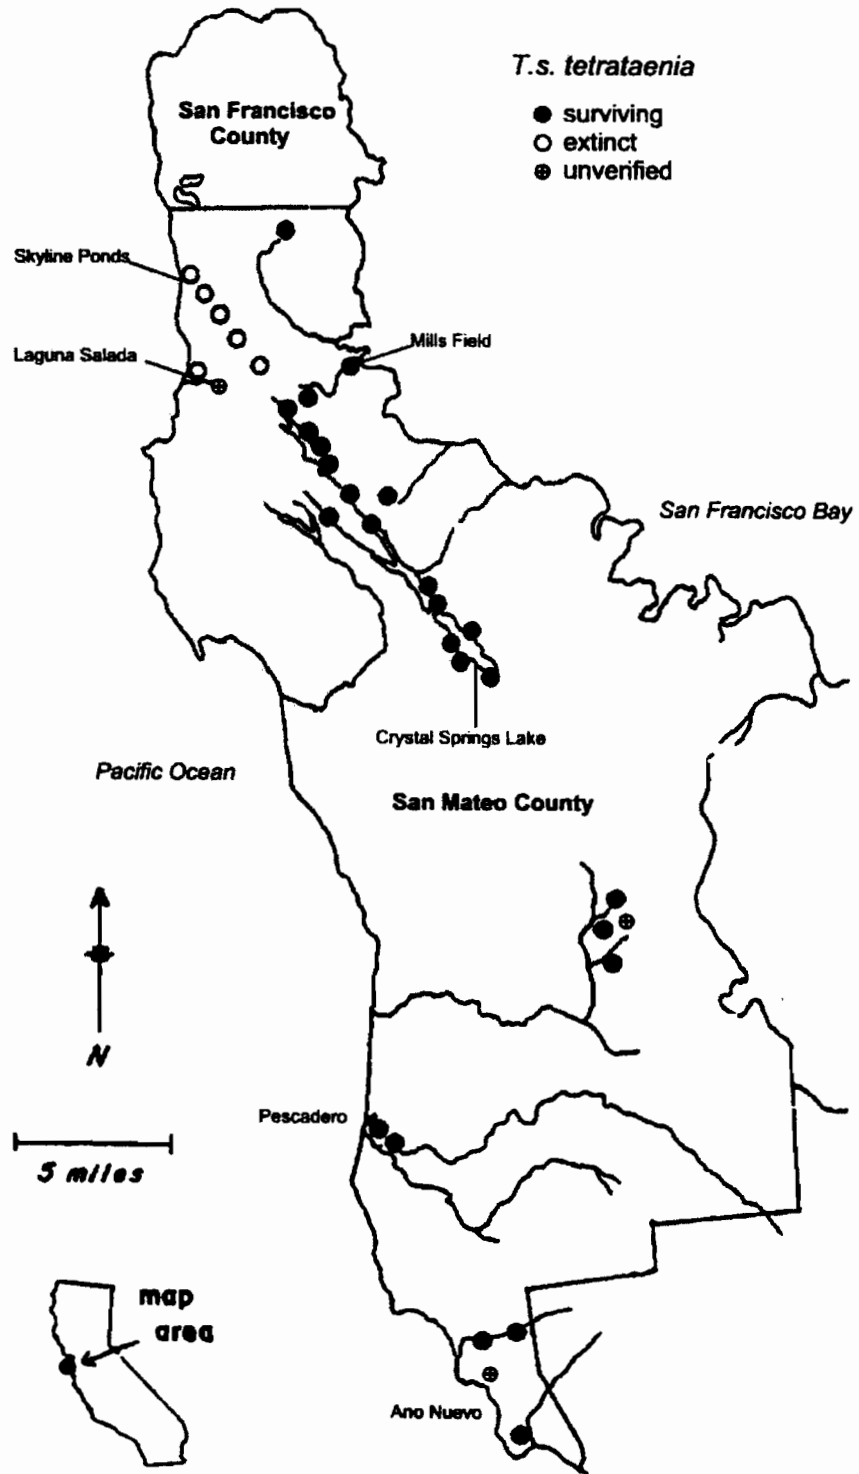 T.s. tetrataenia
surviving
extinct
unverified
San Francisco
County
Skyline Ponds
Laguna Salada
Mills Field
San Francisco Bay
Crystal Springs Lake
Pacific Ocean
San Mateo County
N
Pescadero
5 miles
map
area
Ano Nuevo